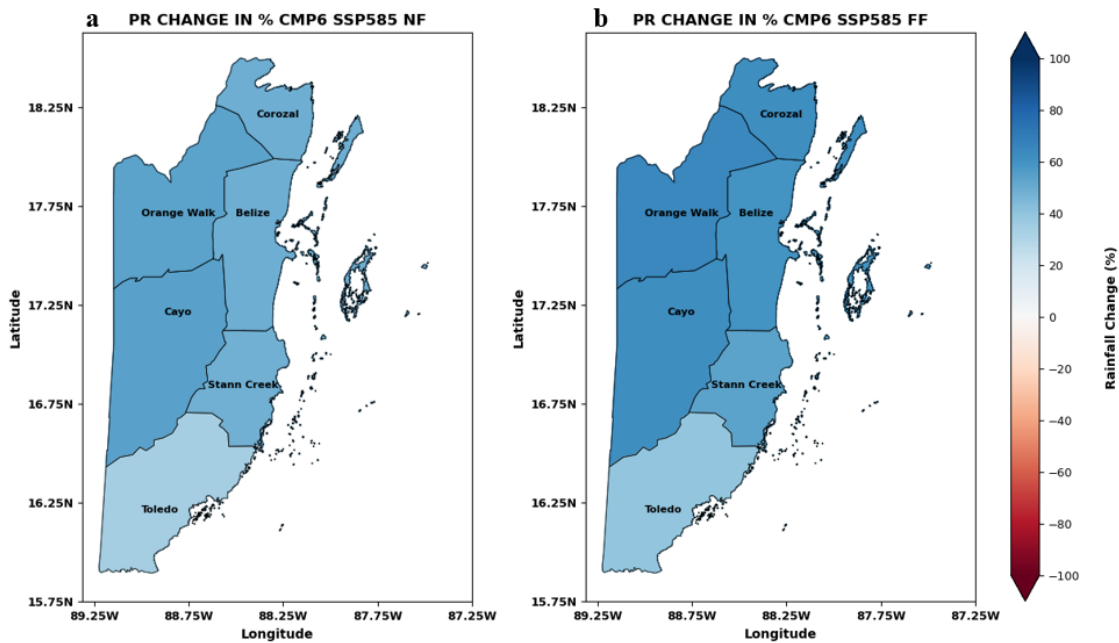 a PR CHANGE IN % CMP6 SSP585 NF
b PR CHANGE IN % CMP6 SSP585 FF
Latitude
18.25N
17.75N
17.25N
16.75N
16.25N
15.75N
Corozal
Orange Walk
Belize
Cayo
Stann Creek
Toledo
89.25W
88.75W
88.25W
87.75W
87.25W
Longitude
Latitude
18.25N
17.75N
17.25N
16.75N
16.25N
15.75N
Corozal
Orange Walk
Belize
Cayo
Stann Creek
Toledo
89.25W
88.75W
88.25W
87.75W
87.25W
Longitude
100
80
60
40
20
0
−20
−40
−60
−80
−100
Rainfall Change (%)